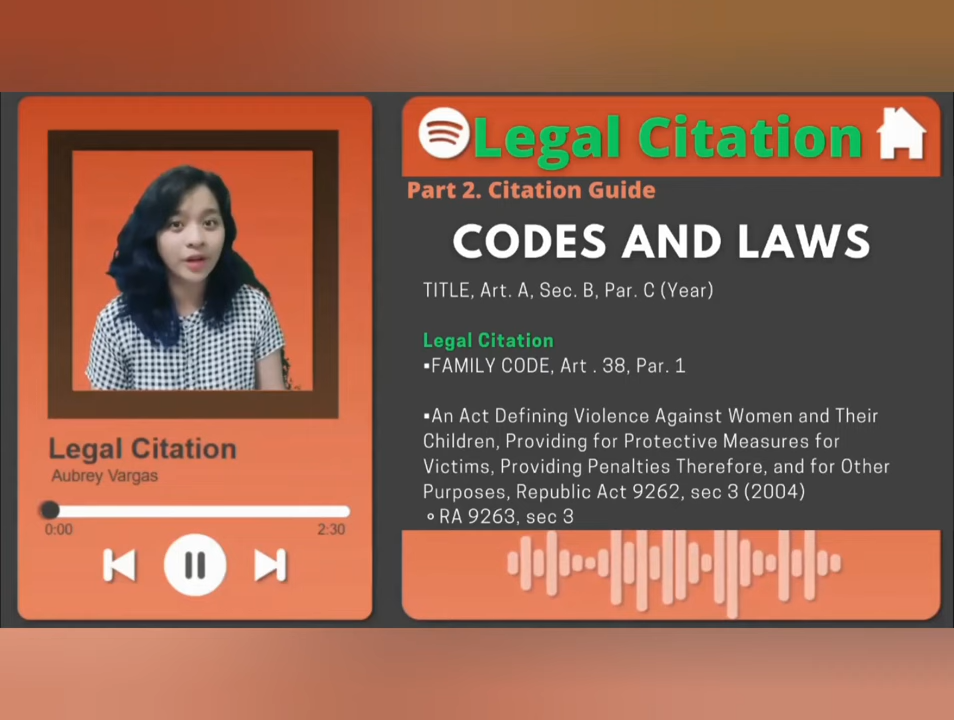 Legal Citation
Part 2. Citation Guide
CODES AND LAWS
TITLE, Art. A, Sec. B, Par. C (Year)
Legal Citation
▪FAMILY CODE, Art . 38, Par. 1
▪An Act Defining Violence Against Women and Their
Children, Providing for Protective Measures for
Victims, Providing Penalties Therefore, and for Other
Purposes, Republic Act 9262, sec 3 (2004)
⚬RA 9263, sec 3
Legal Citation
Aubrey Vargas
0:00
2:30